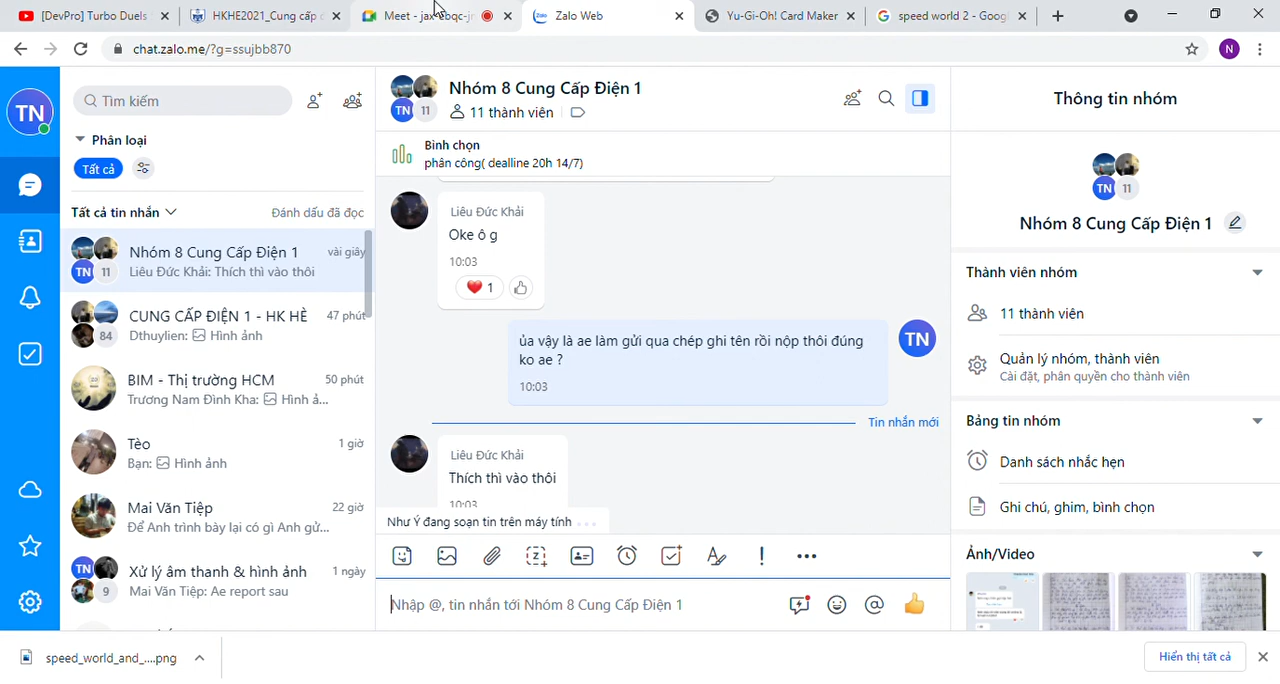 [DevPro] Turbo Duels
HKHE2021_Cung cấp
Meet - jax
Zalo Web
Yu-Gi-Oh! Card Maker
speed world 2 - Goog
chat.zalo.me/?g=ssujbb870
N
TN
Tìm kiếm
Phân loại
Tất cả
Tất cả tin nhắn
Đánh dấu đã đọc
TN 11
Nhóm 8 Cung Cấp Điện 1
vài giây
Liêu Đức Khải: Thích thì vào thôi
84
CUNG CẤP ĐIỆN 1 - HK HÈ
47 phút
Dthuylien: Hình ảnh
BIM - Thị trường HCM
50 phút
Trương Nam Đình Kha: Hình ả...
Tèo
1 giờ
Bạn: Hình ảnh
Mai Văn Tiệp
22 giờ
Để Anh trình bày lại có gì Anh gử...
TN 9
Xử lý âm thanh & hình ảnh
1 ngày
Mai Văn Tiệp: Ae report sau
TN 11
Nhóm 8 Cung Cấp Điện 1
11 thành viên
Bình chọn
phân công( dealline 20h 14/7)
Liêu Đức Khải
Oke ô g
10:03
1
ủa vậy là ae làm gửi qua chép ghi tên rồi nộp thôi đúng
ko ae ?
10:03
TN
Tin nhắn mới
Liêu Đức Khải
Thích thì vào thôi
10:03
Như Ý đang soạn tin trên máy tính
Nhập @, tin nhắn tới Nhóm 8 Cung Cấp Điện 1
Thông tin nhóm
TN 11
Nhóm 8 Cung Cấp Điện 1
Thành viên nhóm
11 thành viên
Quản lý nhóm, thành viên
Cài đặt, phân quyền cho thành viên
Bảng tin nhóm
Danh sách nhắc hẹn
Ghi chú, ghim, bình chọn
Ảnh/Video
speed_world_and_....png
Hiển thị tất cả